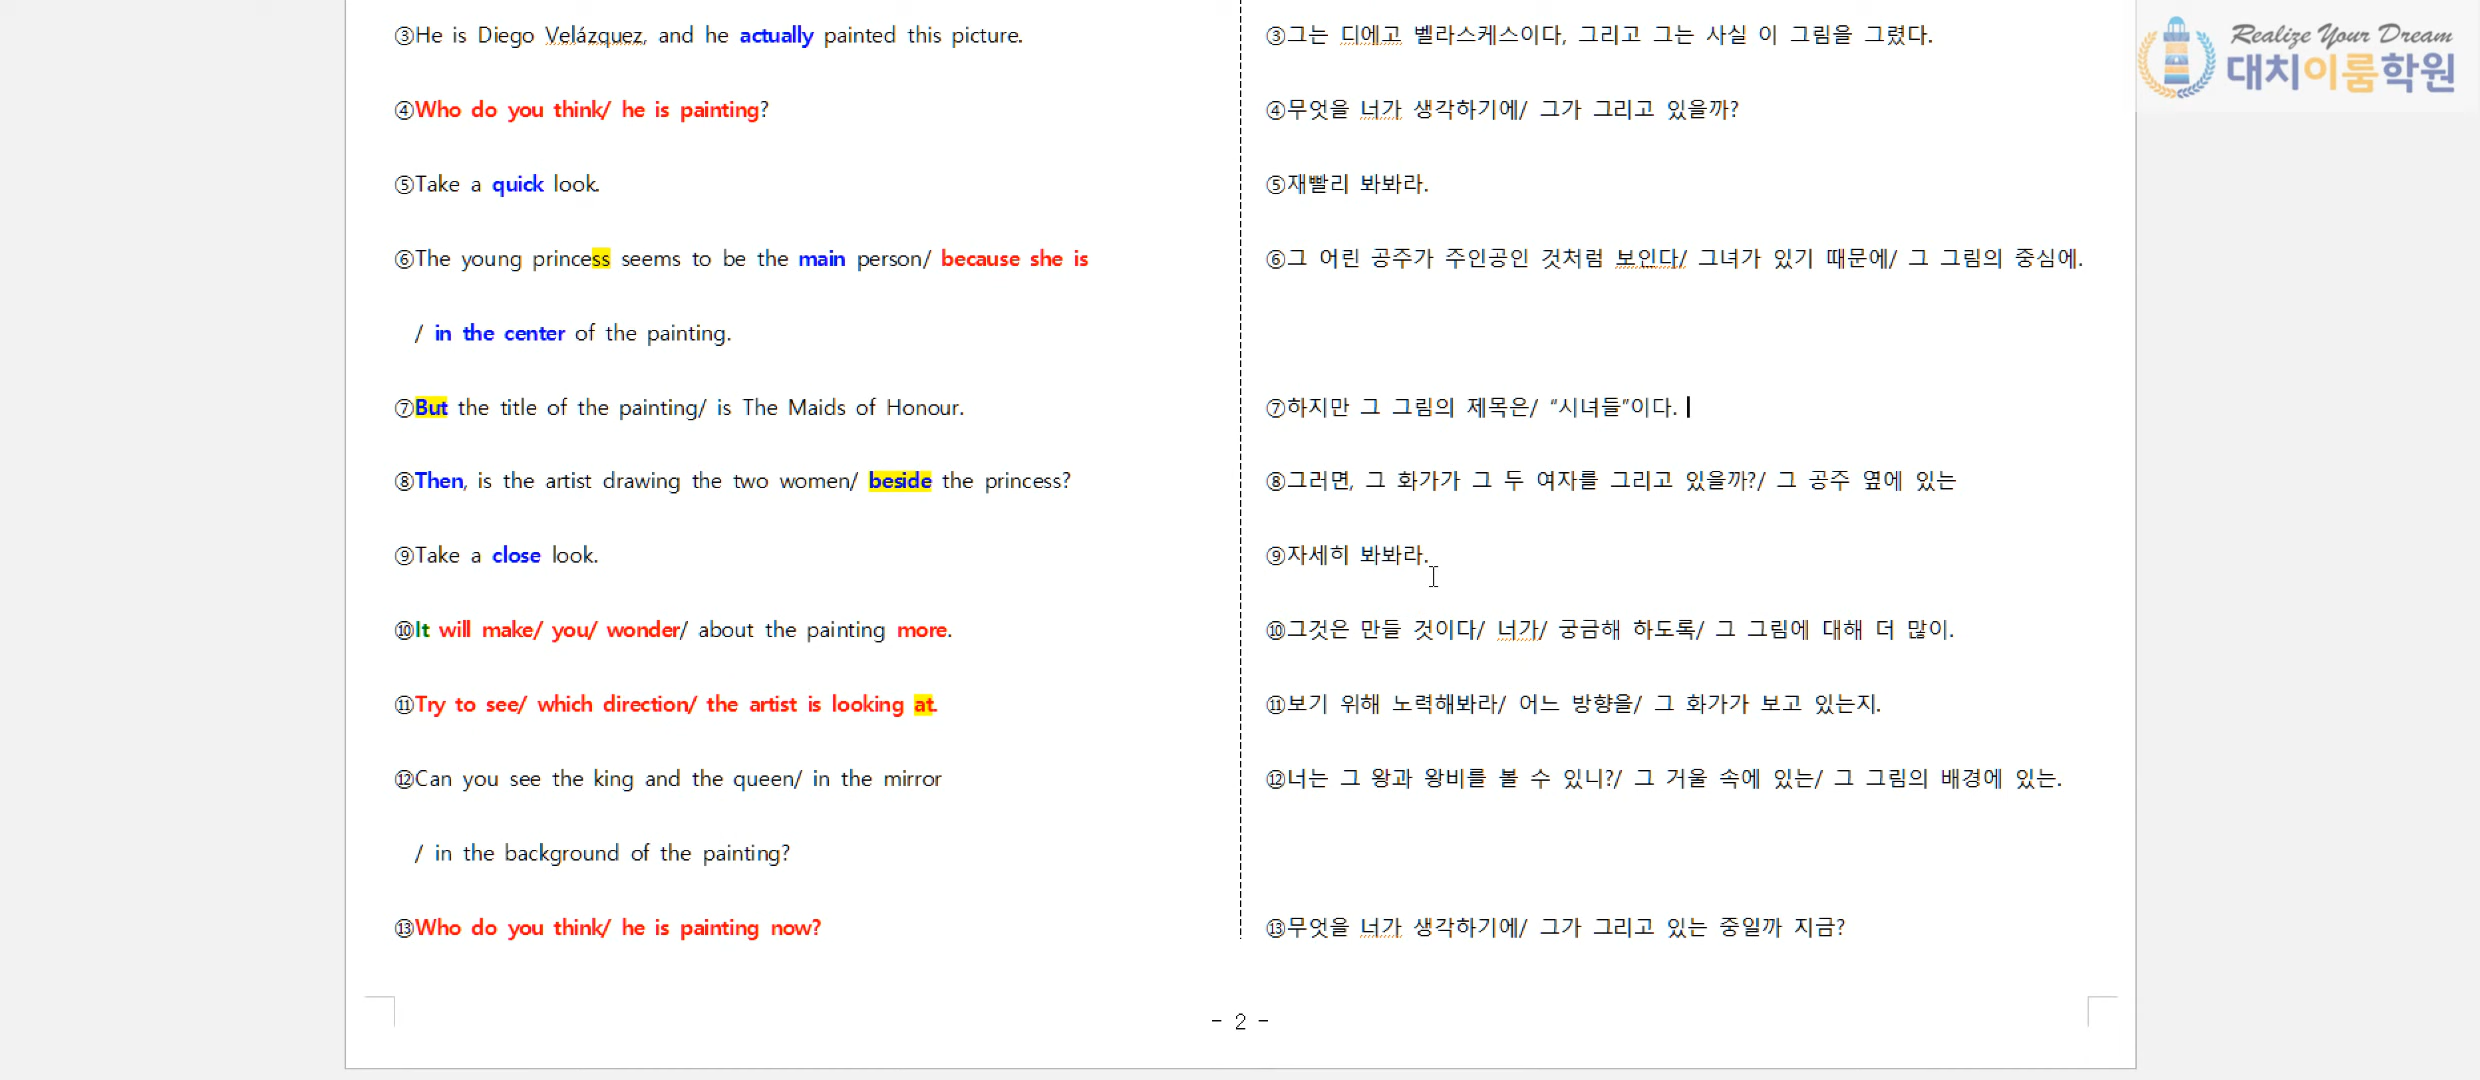 ③He is Diego Velázquez, and he actually painted this picture.
④Who do you think/ he is painting?
⑤Take a quick look.
⑥The young princess seems to be the main person/ because she is
/ in the center of the painting.
⑦But the title of the painting/ is The Maids of Honour.
⑧Then, is the artist drawing the two women/ beside the princess?
⑨Take a close look.
⑩It will make/ you/ wonder/ about the painting more.
⑪Try to see/ which direction/ the artist is looking at.
⑫Can you see the king and the queen/ in the mirror
/ in the background of the painting?
⑬Who do you think/ he is painting now?
③그는 디에고 벨라스케스이다, 그리고 그는 사실 이 그림을 그렸다.
④무엇을 너가 생각하기에/ 그가 그리고 있을까?
⑤재빨리 봐봐라.
⑥그 어린 공주가 주인공인 것처럼 보인다/ 그녀가 있기 때문에/ 그 그림의 중심에.
⑦하지만 그 그림의 제목은/ “시녀들”이다.
⑧그러면, 그 화가가 그 두 여자를 그리고 있을까?/ 그 공주 옆에 있는
⑨자세히 봐봐라.
⑩그것은 만들 것이다/ 너가/ 궁금해 하도록/ 그 그림에 대해 더 많이.
⑪보기 위해 노력해봐라/ 어느 방향을/ 그 화가가 보고 있는지.
⑫너는 그 왕과 왕비를 볼 수 있니?/ 그 거울 속에 있는/ 그 그림의 배경에 있는.
⑬무엇을 너가 생각하기에/ 그가 그리고 있는 중일까 지금?
- 2 -
Realize Your Dream
대치이룸학원